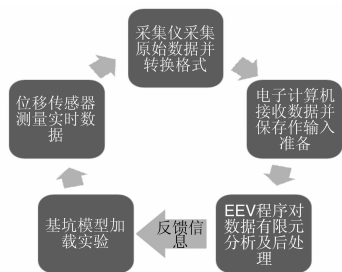 采集仪采集
原始数据并
转换格式
电子计算机
接收数据并
保存作输入
准备
EEV程序对
数据有限元
分析及后处
理
反馈信
息
基坑模型加
载实验
位移传感器
测量实时数
据